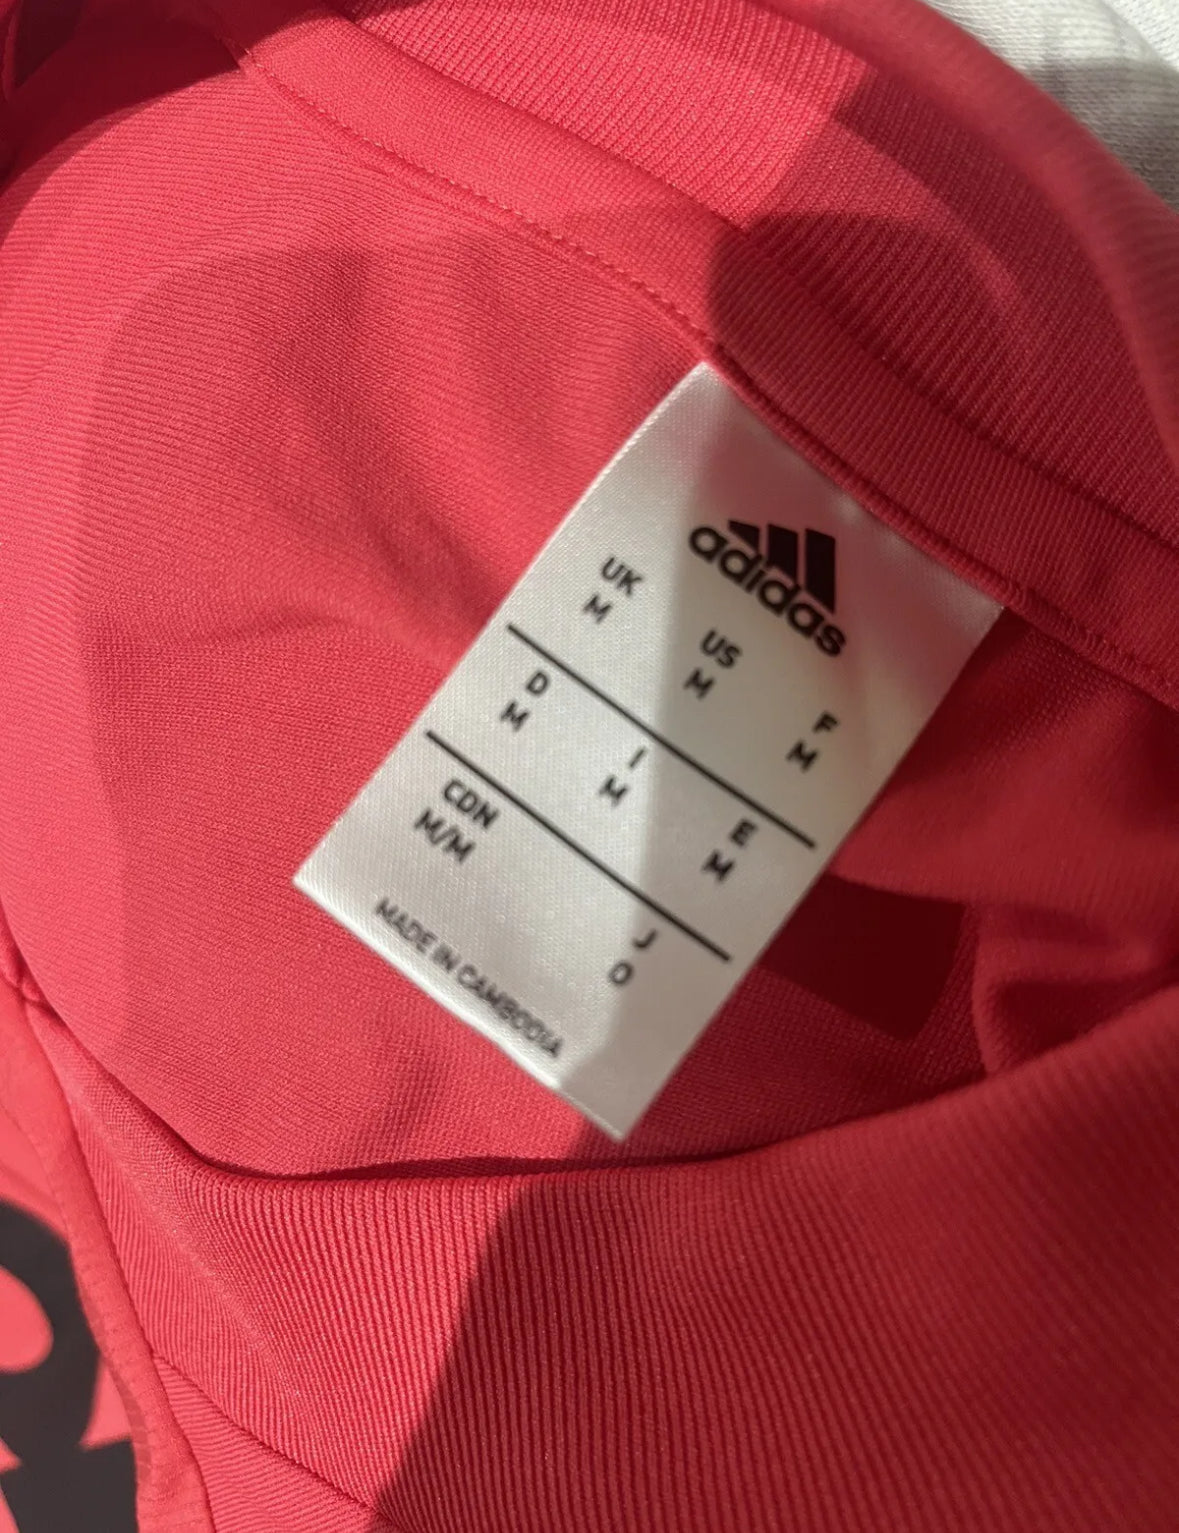 adidas
UK US F
M M M
D I E
M M M
CDN J
M/M O
MADE IN CAMBODIA